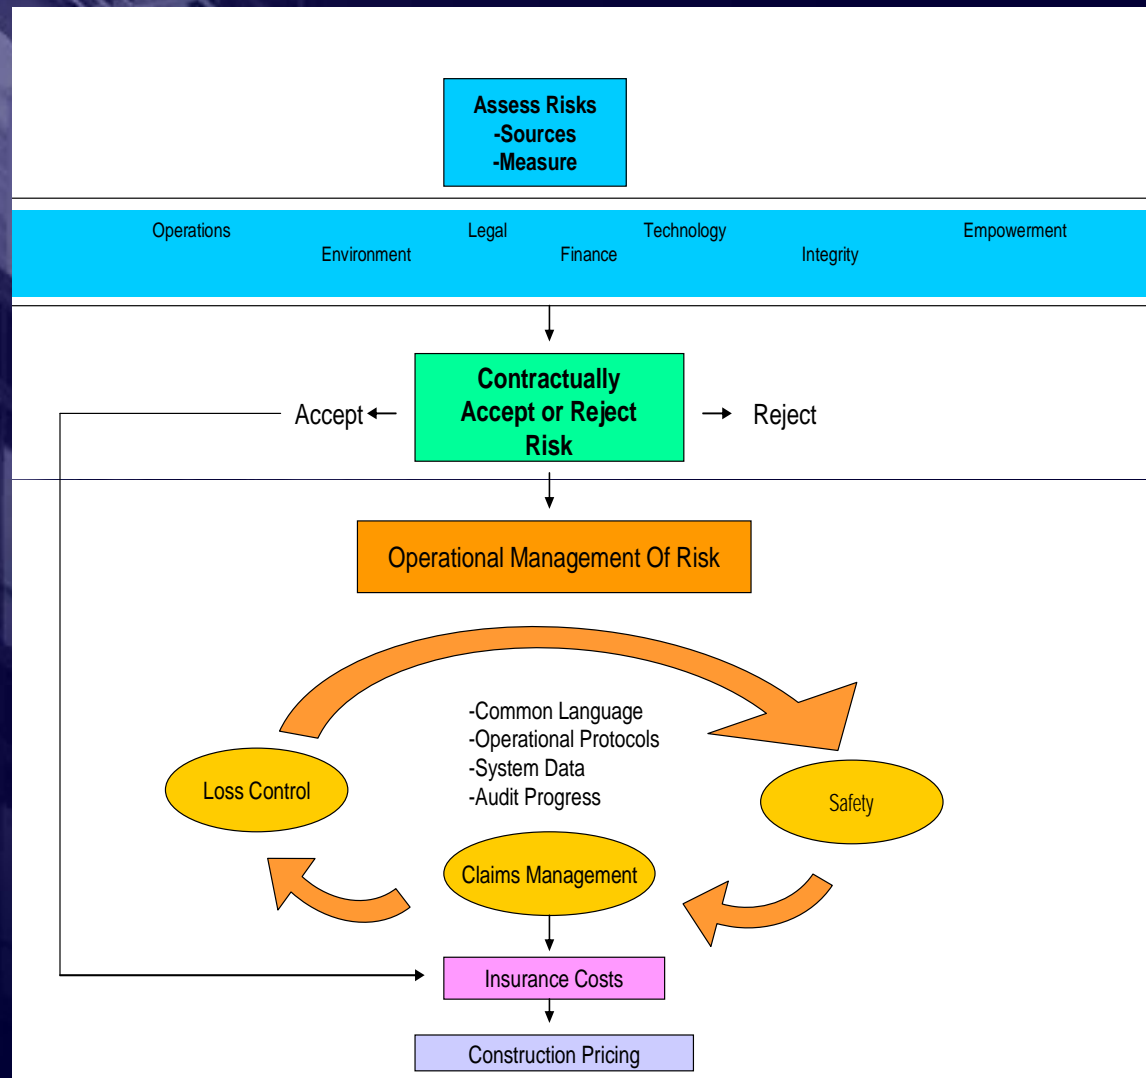 Assess Risks
-Sources
-Measure
Operations Legal Technology Empowerment
Environment Finance Integrity
Contractually
Accept or Reject
Risk
Accept
Reject
Operational Management Of Risk
-Common Language
-Operational Protocols
-System Data
-Audit Progress
Loss Control
Safety
Claims Management
Insurance Costs
Construction Pricing